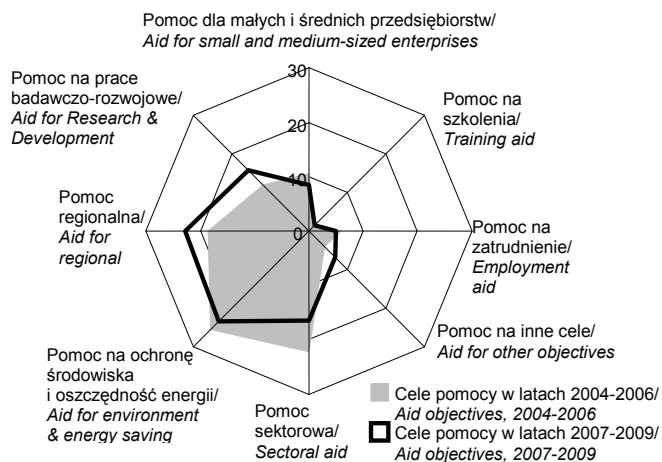 Pomoc dla małych i średnich przedsiębiorstw/
Aid for small and medium-sized enterprises
Pomoc na prace
badawczo-rozwojowe/
Aid for Research &
Development
30
20
10
0
Pomoc na
szkolenia/
Training aid
Pomoc
regionalna/
Aid for
regional
Pomoc na
zatrudnienie/
Employment
aid
Pomoc na inne cele/
Aid for other objectives
Pomoc na ochronę
środowiska
i oszczędność energii/
Aid for environment
& energy saving
Pomoc
sektorowa/
Sectoral aid
Cele pomocy w latach 2004-2006/
Aid objectives, 2004-2006
Cele pomocy w latach 2007-2009/
Aid objectives, 2007-2009